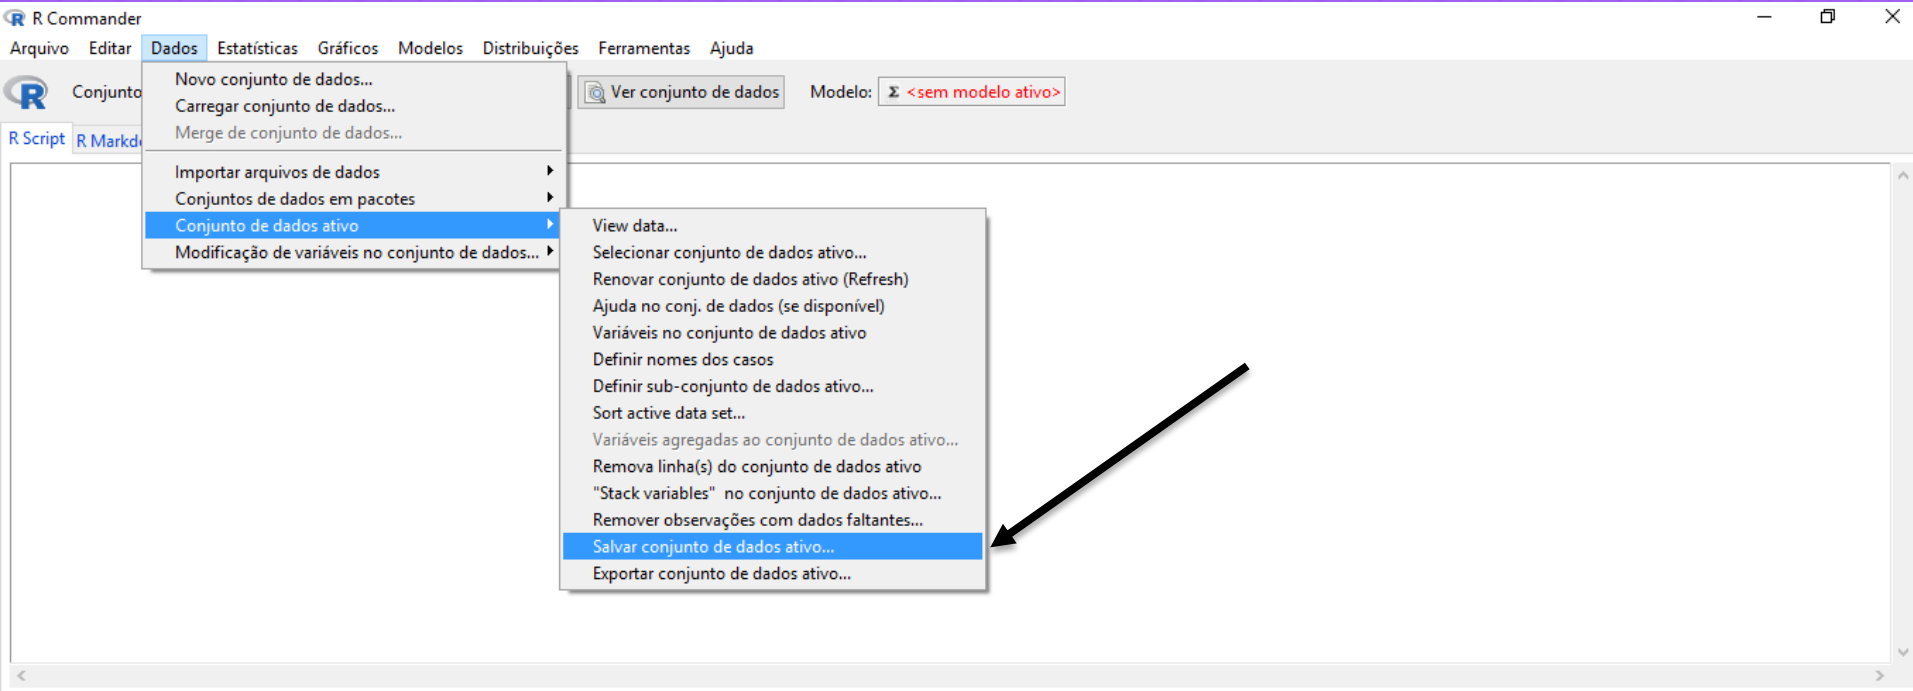 R Commander
Arquivo Editar Dados Estatísticas Gráficos Modelos Distribuições Ferramentas Ajuda
Conjunto
Ver conjunto de dados
Modelo: Σ <sem modelo ativo>
R Script
R Markd
Novo conjunto de dados...
Carregar conjunto de dados...
Merge de conjunto de dados...
Importar arquivos de dados
Conjuntos de dados em pacotes
Conjunto de dados ativo
Modificação de variáveis no conjunto de dados...
View data...
Selecionar conjunto de dados ativo...
Renovar conjunto de dados ativo (Refresh)
Ajuda no conj. de dados (se disponível)
Variáveis no conjunto de dados ativo
Definir nomes dos casos
Definir sub-conjunto de dados ativo...
Sort active data set...
Variáveis agregadas ao conjunto de dados ativo...
Remova linha(s) do conjunto de dados ativo
"Stack variables" no conjunto de dados ativo...
Remover observações com dados faltantes...
Salvar conjunto de dados ativo...
Exportar conjunto de dados ativo...